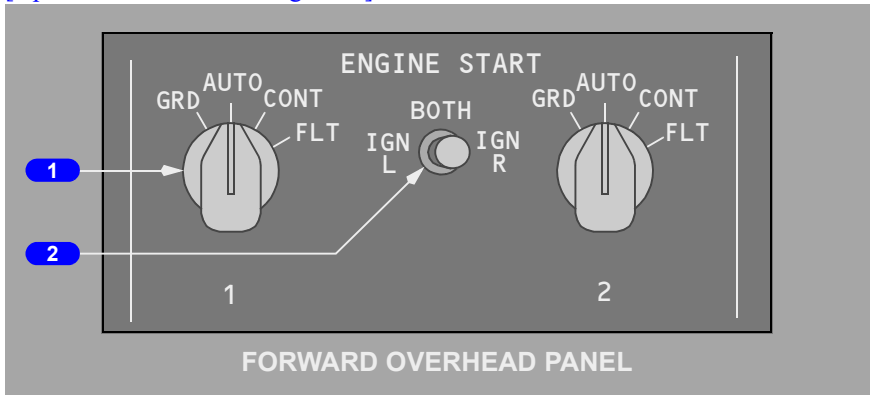 ENGINE START
GRD AUTO CONT FLT
IGN L BOTH IGN R
GRD AUTO CONT FLT
1
2
1
2
FORWARD OVERHEAD PANEL